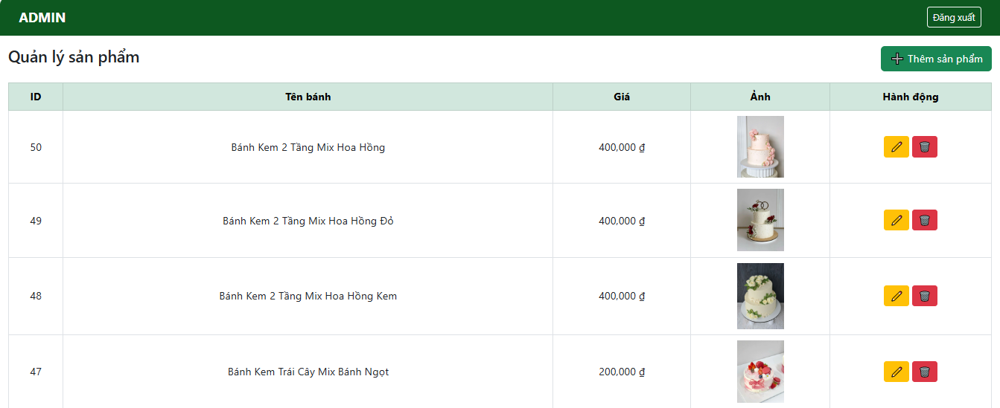 ADMIN
Đăng xuất
Quản lý sản phẩm
Thêm sản phẩm
ID Tên bánh Giá Ảnh Hành động
50 Bánh Kem 2 Tầng Mix Hoa Hồng 400,000 ₫
49 Bánh Kem 2 Tầng Mix Hoa Hồng Đỏ 400,000 ₫
48 Bánh Kem 2 Tầng Mix Hoa Hồng Kem 400,000 ₫
47 Bánh Kem Trái Cây Mix Bánh Ngọt 200,000 ₫